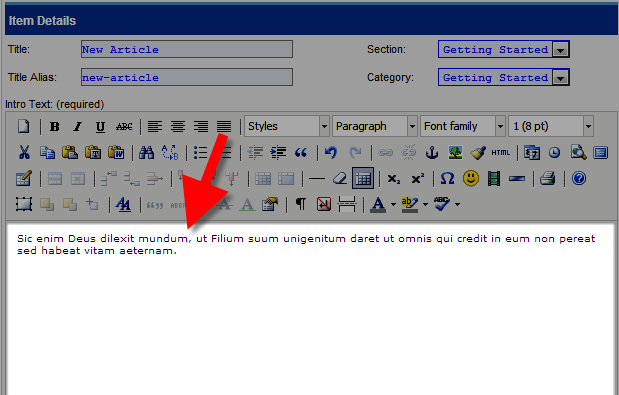 Item Details
Title: New Article Section: Getting Started
Title Alias: new-article Category: Getting Started
Intro Text: (required)
B I U ABC Styles Paragraph Font family 1 (8 pt)
HTML
Sic enim Deus dilexit mundum, ut Filium suum unigenitum daret ut omnis qui credit in eum non pereat
sed habeat vitam aeternam.